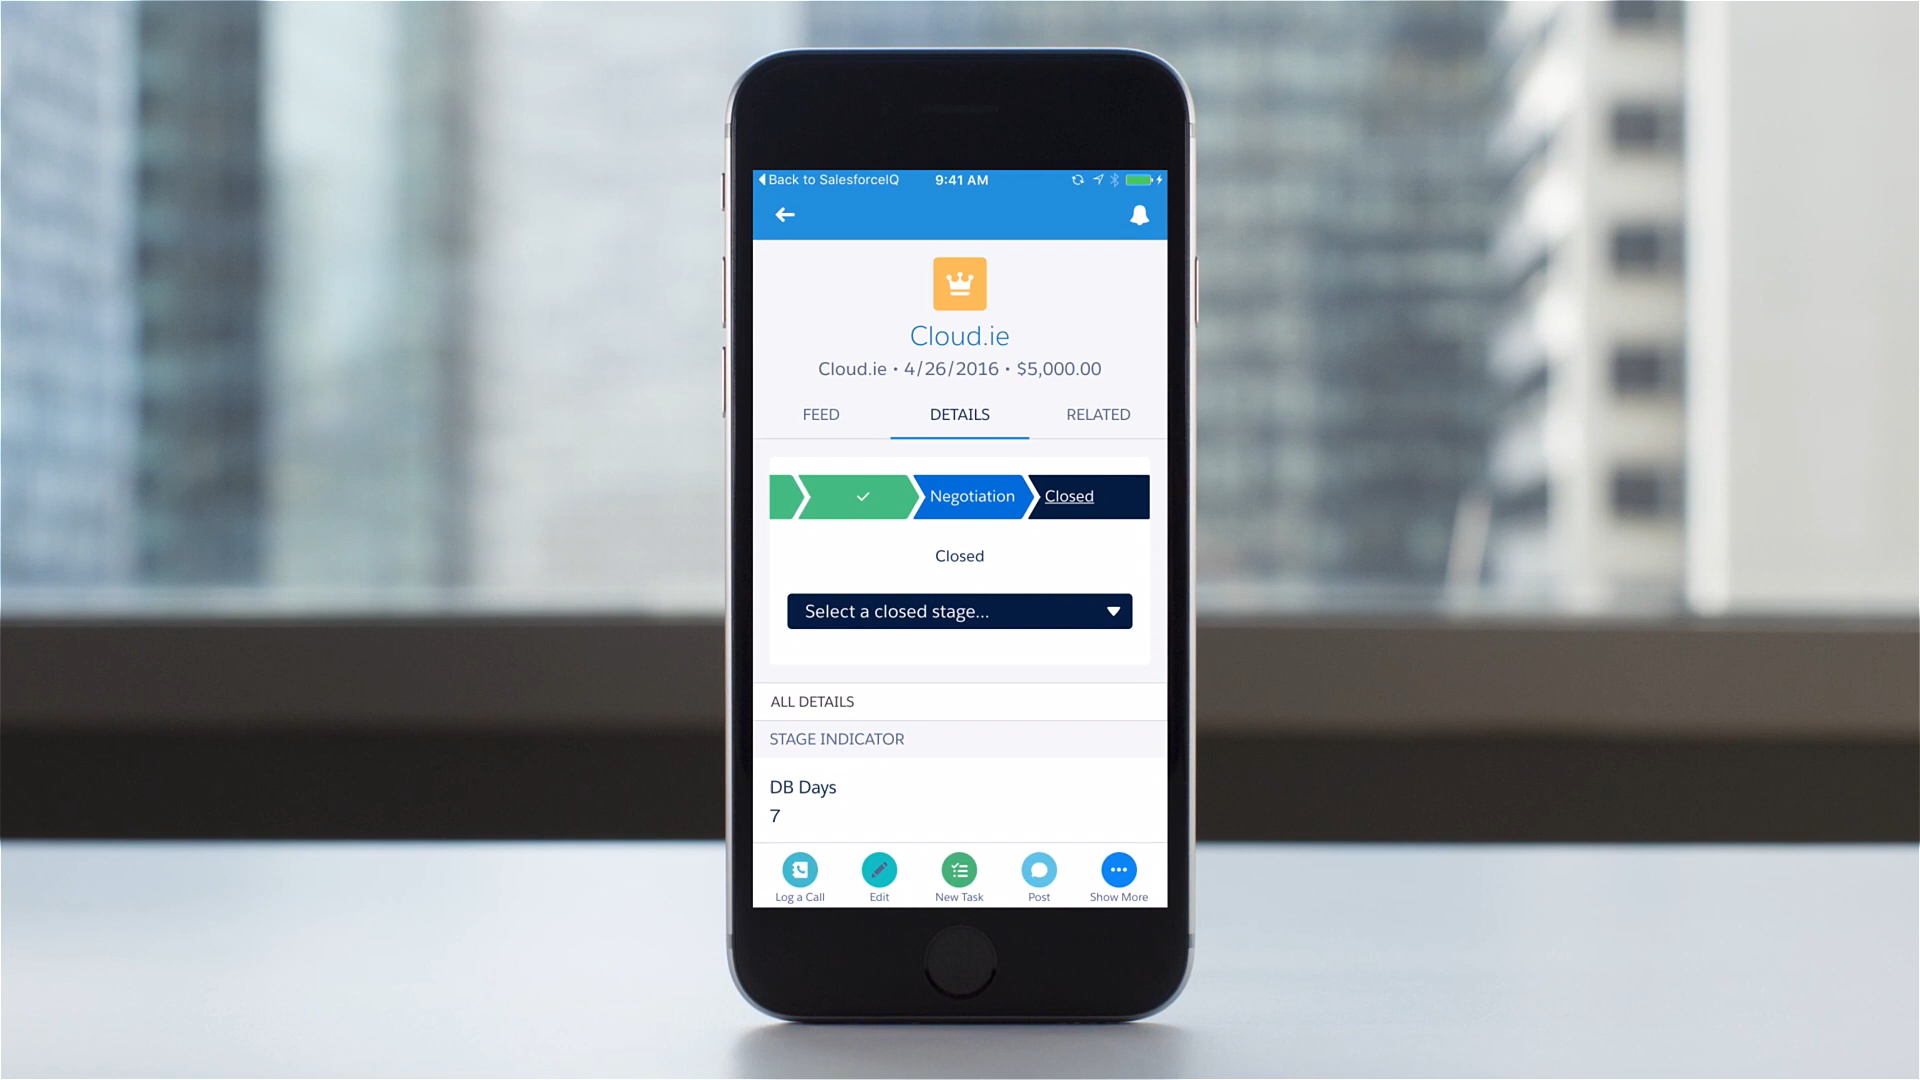 Back to SalesforceIQ 9:41 AM
Cloud.ie
Cloud.ie • 4/26/2016 • $5,000.00
FEED DETAILS RELATED
Negotiation Closed
Closed
Select a closed stage...
ALL DETAILS
STAGE INDICATOR
DB Days
7
Log a Call Edit New Task Post Show More